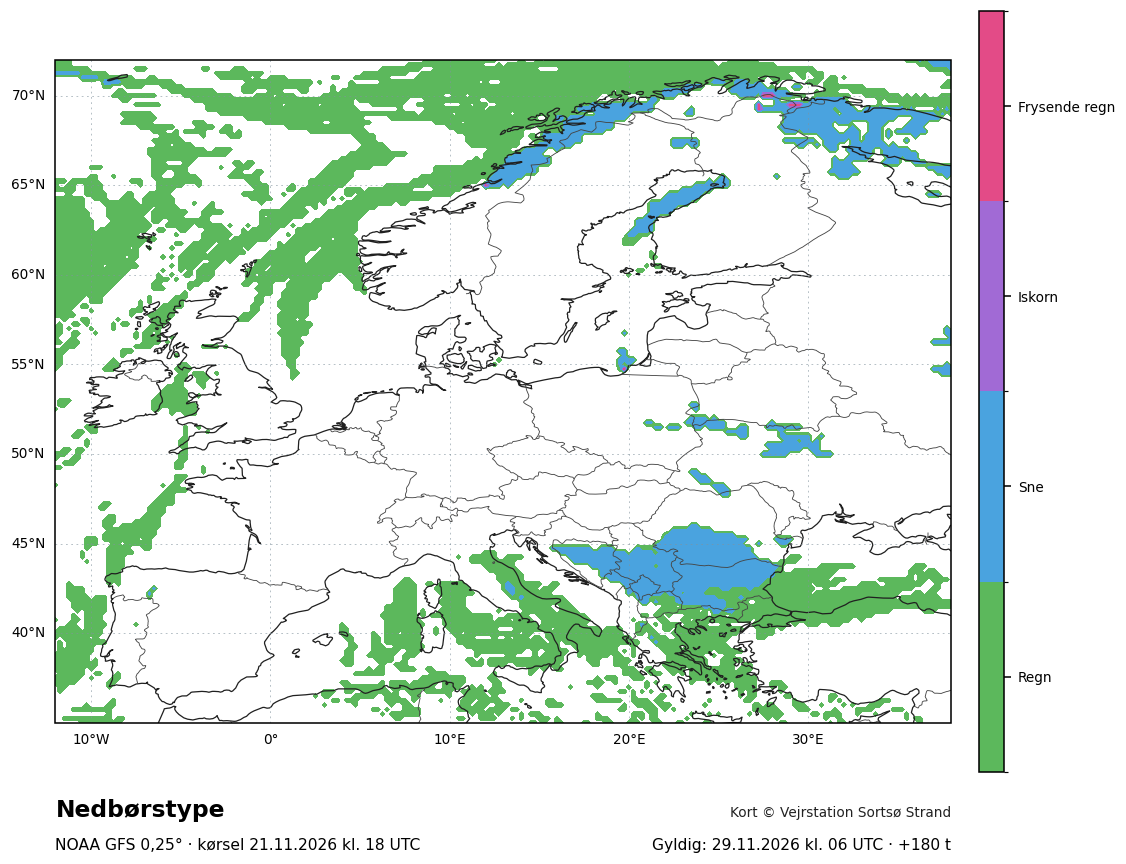 70°N
65°N
60°N
55°N
50°N
45°N
40°N
10°W
0°
10°E
20°E
30°E
Frysende regn
Iskorn
Sne
Regn
Nedbørstype
Kort © Vejrstation Sortsø Strand
NOAA GFS 0,25° · kørsel 21.11.2026 kl. 18 UTC
Gyldig: 29.11.2026 kl. 06 UTC · +180 t